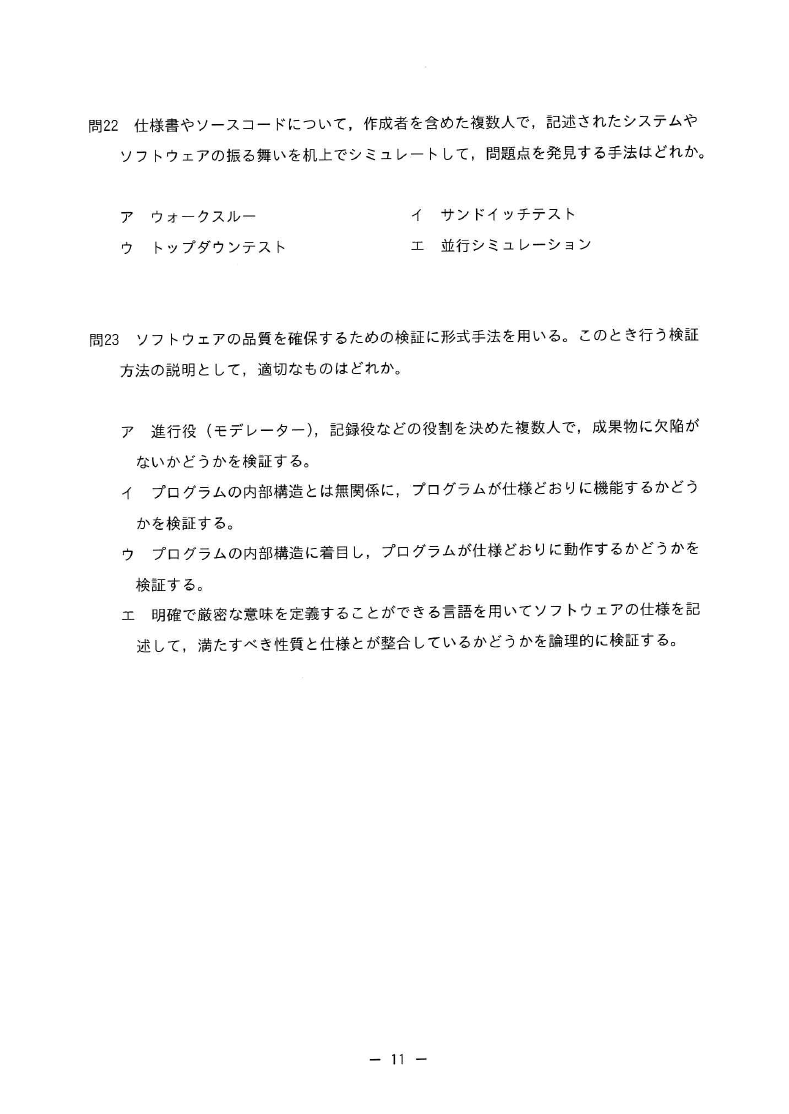 問22 仕様書やソースコードについて，作成者を含めた複数人で，記述されたシステムや
ソフトウェアの振る舞いを机上でシミュレートして，問題点を発見する手法はどれか。
ア ウォークスルー イ サンドイッチテスト
ウ トップダウンテスト エ 並行シミュレーション
問23 ソフトウェアの品質を確保するための検証に形式手法を用いる。このとき行う検証
方法の説明として，適切なものはどれか。
ア 進行役（モデレーター），記録役などの役割を決めた複数人で，成果物に欠陥が
ないかどうかを検証する。
イ プログラムの内部構造とは無関係に，プログラムが仕様どおりに機能するかどう
かを検証する。
ウ プログラムの内部構造に着目し，プログラムが仕様どおりに動作するかどうかを
検証する。
エ 明確で厳密な意味を定義することができる言語を用いてソフトウェアの仕様を記
述して，満たすべき性質と仕様とが整合しているかどうかを論理的に検証する。
－ 11 －